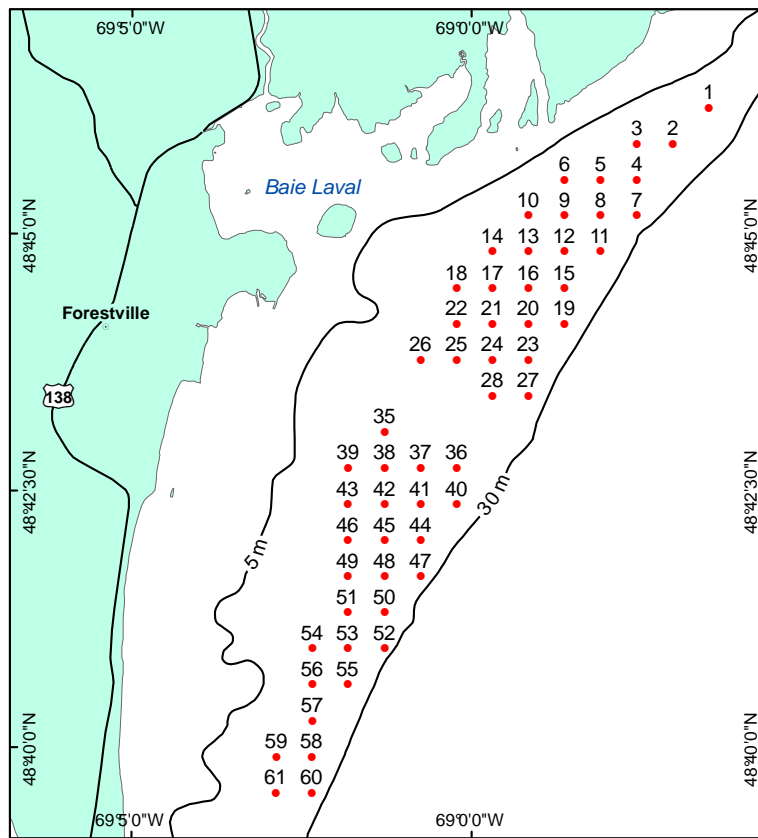 69°5'0"W 69°0'0"W
1
3 2
6 5 4
Baie Laval
10 9 8 7
48°45'0"N 48°45'0"N
14 13 12 11
18 17 16 15
Forestville
22 21 20 19
26 25 24 23
138
28 27
35
39 38 37 36
48°42'30"N 48°42'30"N
43 42 41 40
30 m
46 45 44
5 m
49 48 47
51 50
54 53 52
56 55
57
48°40'0"N 48°40'0"N
59 58
61 60
69°5'0"W 69°0'0"W